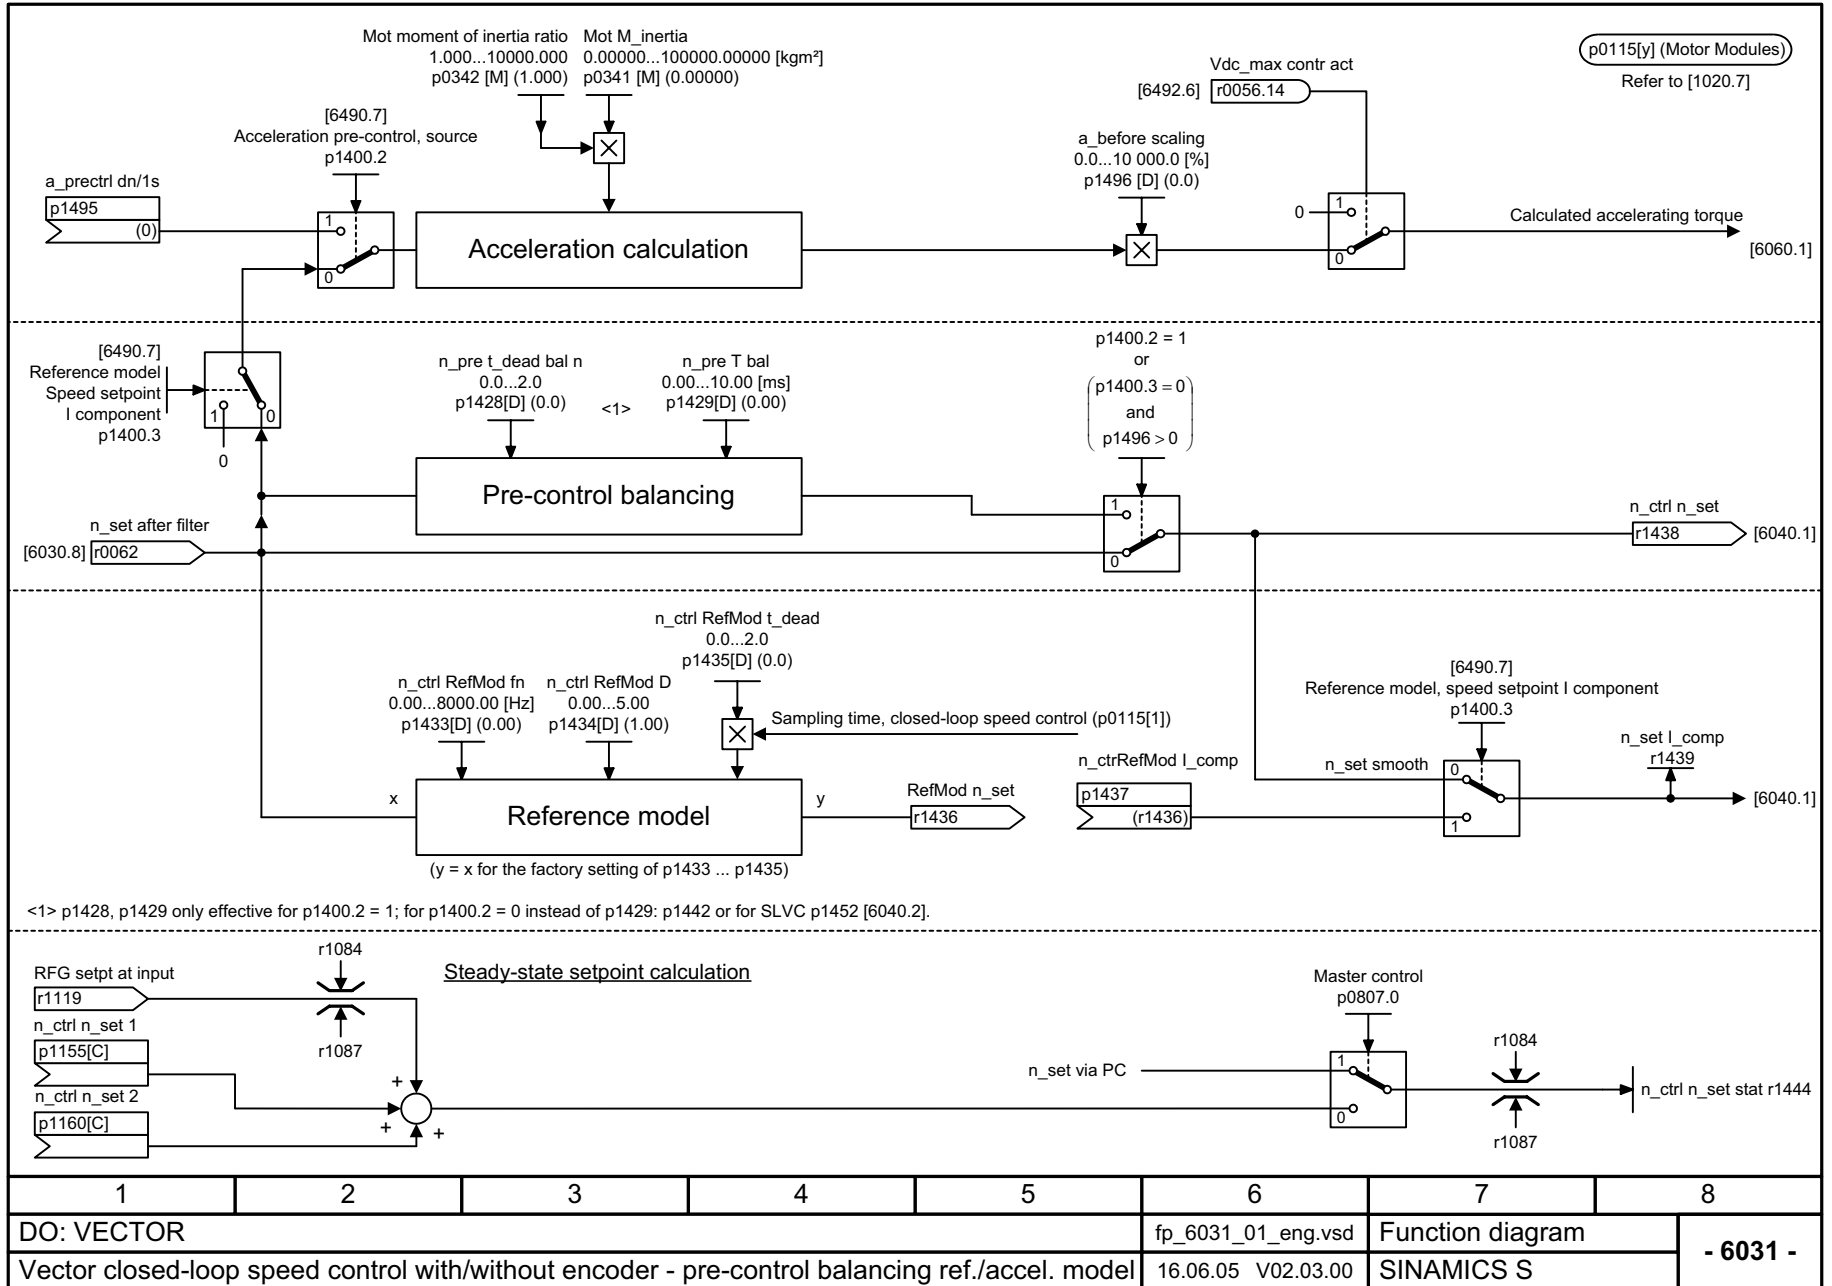 Mot moment of inertia ratio
1.000...10000.000
p0342 [M] (1.000)
Mot M_inertia
0.00000...100000.00000 [kgm²]
p0341 [M] (0.00000)
Vdc_max contr act
[6492.6]
r0056.14
p0115[y] (Motor Modules)
Refer to [1020.7]
[6490.7]
Acceleration pre-control, source
p1400.2
a_prectrl dn/1s
p1495
(0)
1
0
Acceleration calculation
a_before scaling
0.0...10 000.0 [%]
p1496 [D] (0.0)
0
1
0
Calculated accelerating torque
[6060.1]
[6490.7]
Reference model
Speed setpoint
I component
p1400.3
1
0
0
n_pre t_dead bal n
0.0...2.0
p1428[D] (0.0)
<1>
n_pre T bal
0.00...10.00 [ms]
p1429[D] (0.00)
Pre-control balancing
p1400.2 = 1
or
(p1400.3 = 0)
and
p1496 > 0
1
0
n_set after filter
[6030.8]
r0062
n_ctrl n_set
r1438
[6040.1]
n_ctrl RefMod t_dead
0.0...2.0
p1435[D] (0.0)
n_ctrl RefMod fn
0.00...8000.00 [Hz]
p1433[D] (0.00)
n_ctrl RefMod D
0.00...5.00
p1434[D] (1.00)
Sampling time, closed-loop speed control (p0115[1])
x
Reference model
y
(y = x for the factory setting of p1433 ... p1435)
RefMod n_set
r1436
n_ctrRefMod I_comp
p1437
(r1436)
[6490.7]
Reference model, speed setpoint I component
p1400.3
n_set smooth
0
1
n_set I_comp
r1439
[6040.1]
<1> p1428, p1429 only effective for p1400.2 = 1; for p1400.2 = 0 instead of p1429: p1442 or for SLVC p1452 [6040.2].
Steady-state setpoint calculation
RFG setpt at input
r1119
r1084
r1087
n_ctrl n_set 1
p1155[C]
n_ctrl n_set 2
p1160[C]
+
+
+
Master control
p0807.0
n_set via PC
1
0
r1084
r1087
n_ctrl n_set stat r1444
1 2 3 4 5 6 7 8
DO: VECTOR
fp_6031_01_eng.vsd
Function diagram
- 6031 -
Vector closed-loop speed control with/without encoder - pre-control balancing ref./accel. model
16.06.05 V02.03.00
SINAMICS S